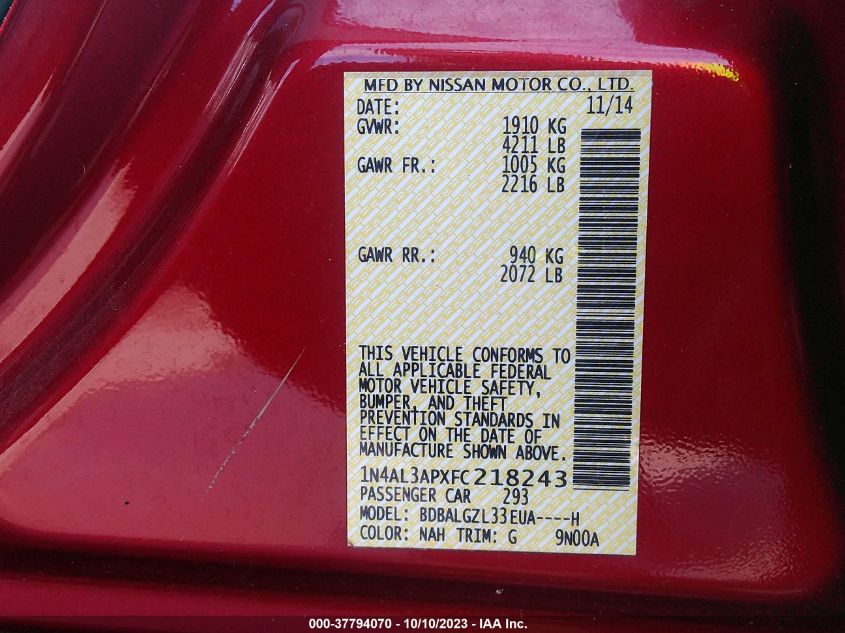 MFD BY NISSAN MOTOR CO., LTD.
DATE: 11/14
GVWR: 1910 KG
4211 LB
GAWR FR.: 1005 KG
2216 LB
GAWR RR.: 940 KG
2072 LB
THIS VEHICLE CONFORMS TO
ALL APPLICABLE FEDERAL
MOTOR VEHICLE SAFETY,
BUMPER, AND THEFT
PREVENTION STANDARDS IN
EFFECT ON THE DATE OF
MANUFACTURE SHOWN ABOVE.
1N4AL3APXFC218243
PASSENGER CAR 293
MODEL: BDBALGZL33EUA----H
COLOR: NAH TRIM: G 9N00A
000-37794070 - 10/10/2023 - IAA Inc.